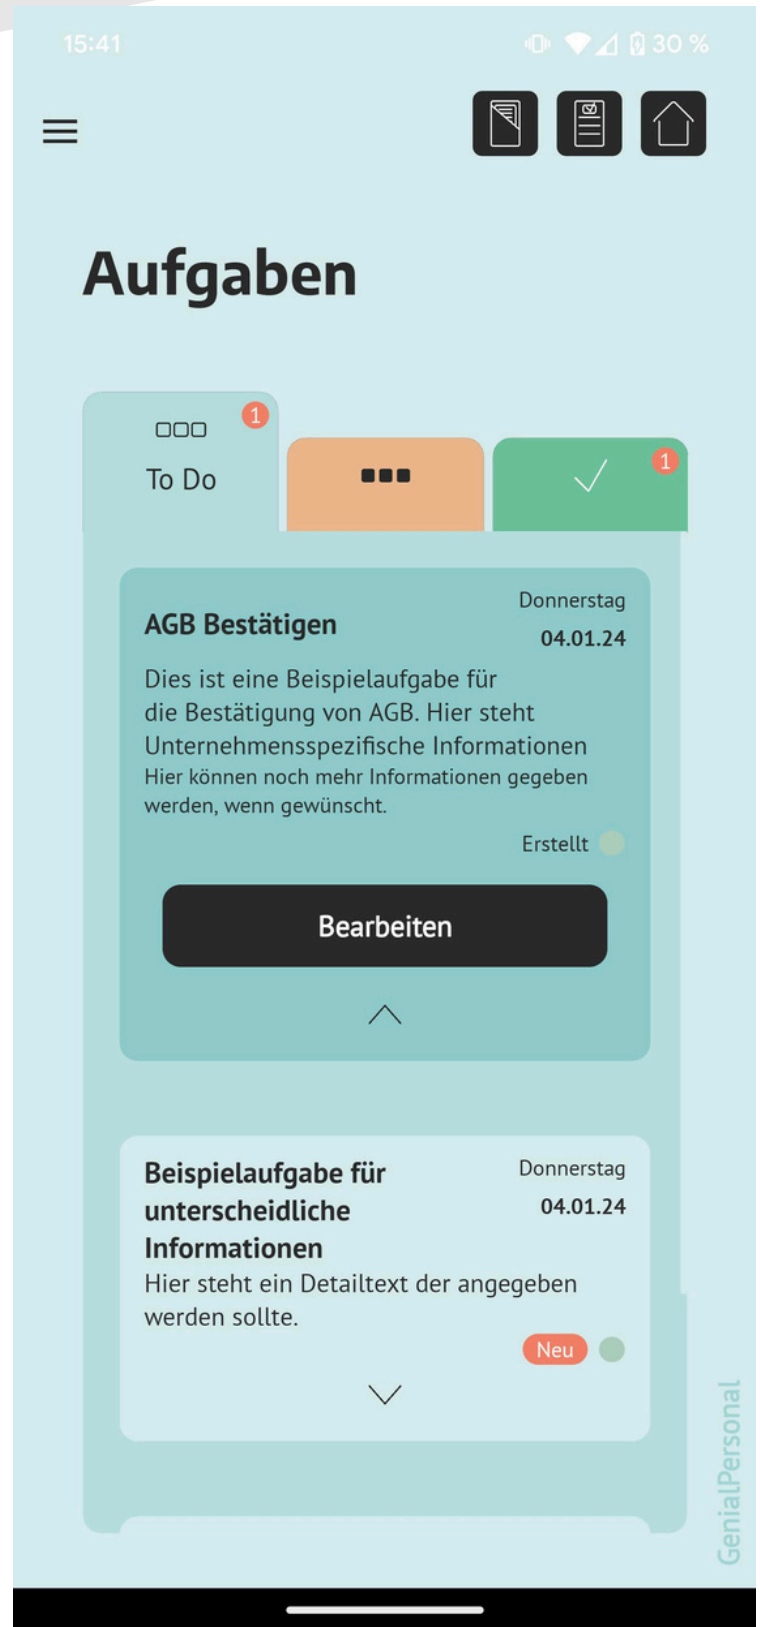 15:41
30 %
Aufgaben
1
To Do
1
Donnerstag
AGB Bestätigen
04.01.24
Dies ist eine Beispielaufgabe für
die Bestätigung von AGB. Hier steht
Unternehmensspezifische Informationen
Hier können noch mehr Informationen gegeben
werden, wenn gewünscht.
Erstellt
Bearbeiten
Beispielaufgabe für
unterscheidliche
Informationen
Donnerstag
04.01.24
Hier steht ein Detailtext der angegeben
werden sollte.
Neu
GenialPersonal